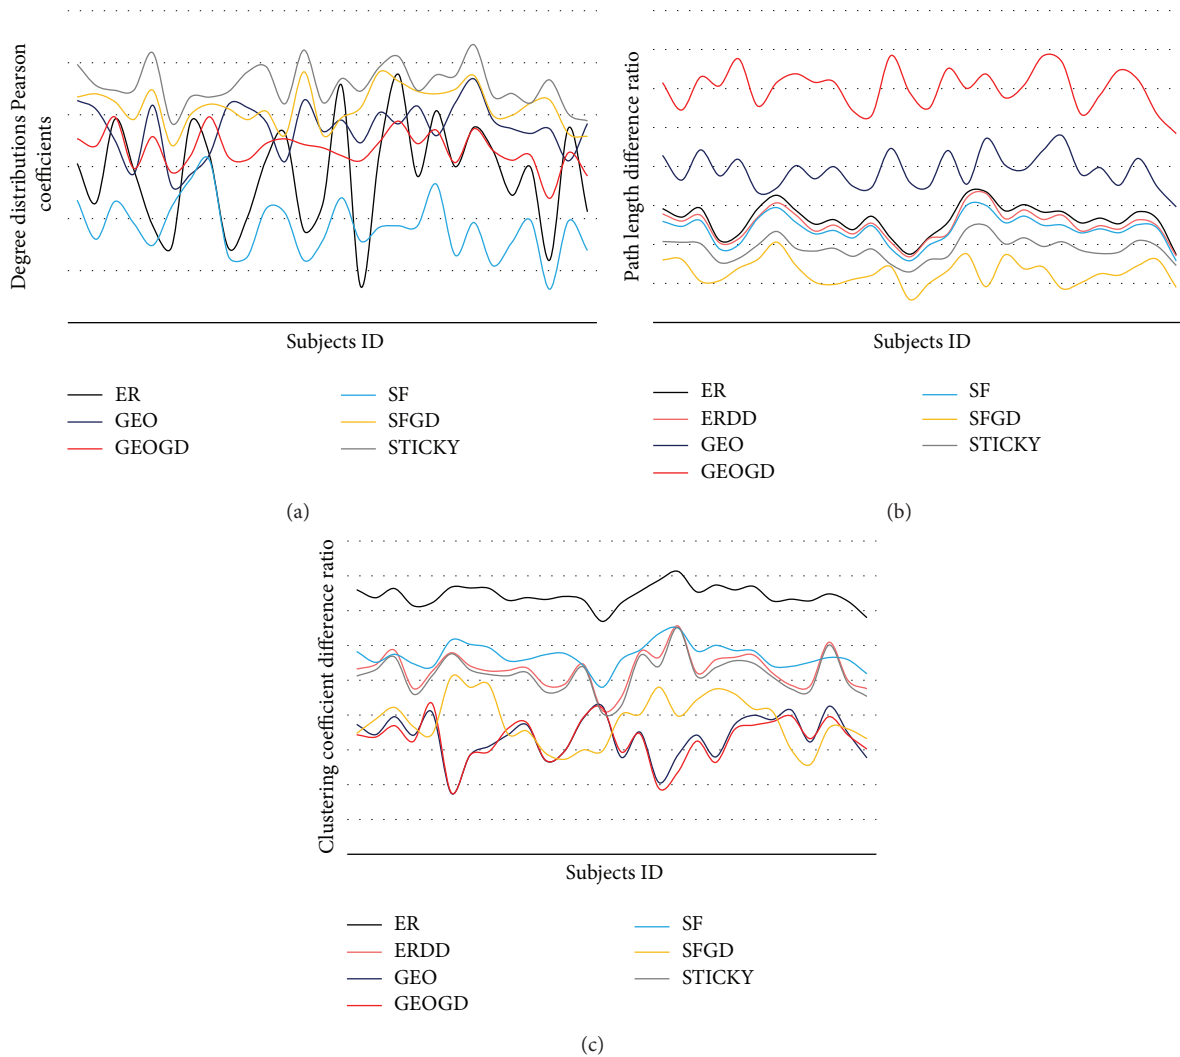 Degree distributions Pearson
coefficients
Subjects ID
ER
GEO
GEOGD
SF
SFGD
STICKY
(a)
Path length difference ratio
Subjects ID
ER
ERDD
GEO
GEOGD
SF
SFGD
STICKY
(b)
Clustering coefficient difference ratio
Subjects ID
ER
ERDD
GEO
GEOGD
SF
SFGD
STICKY
(c)